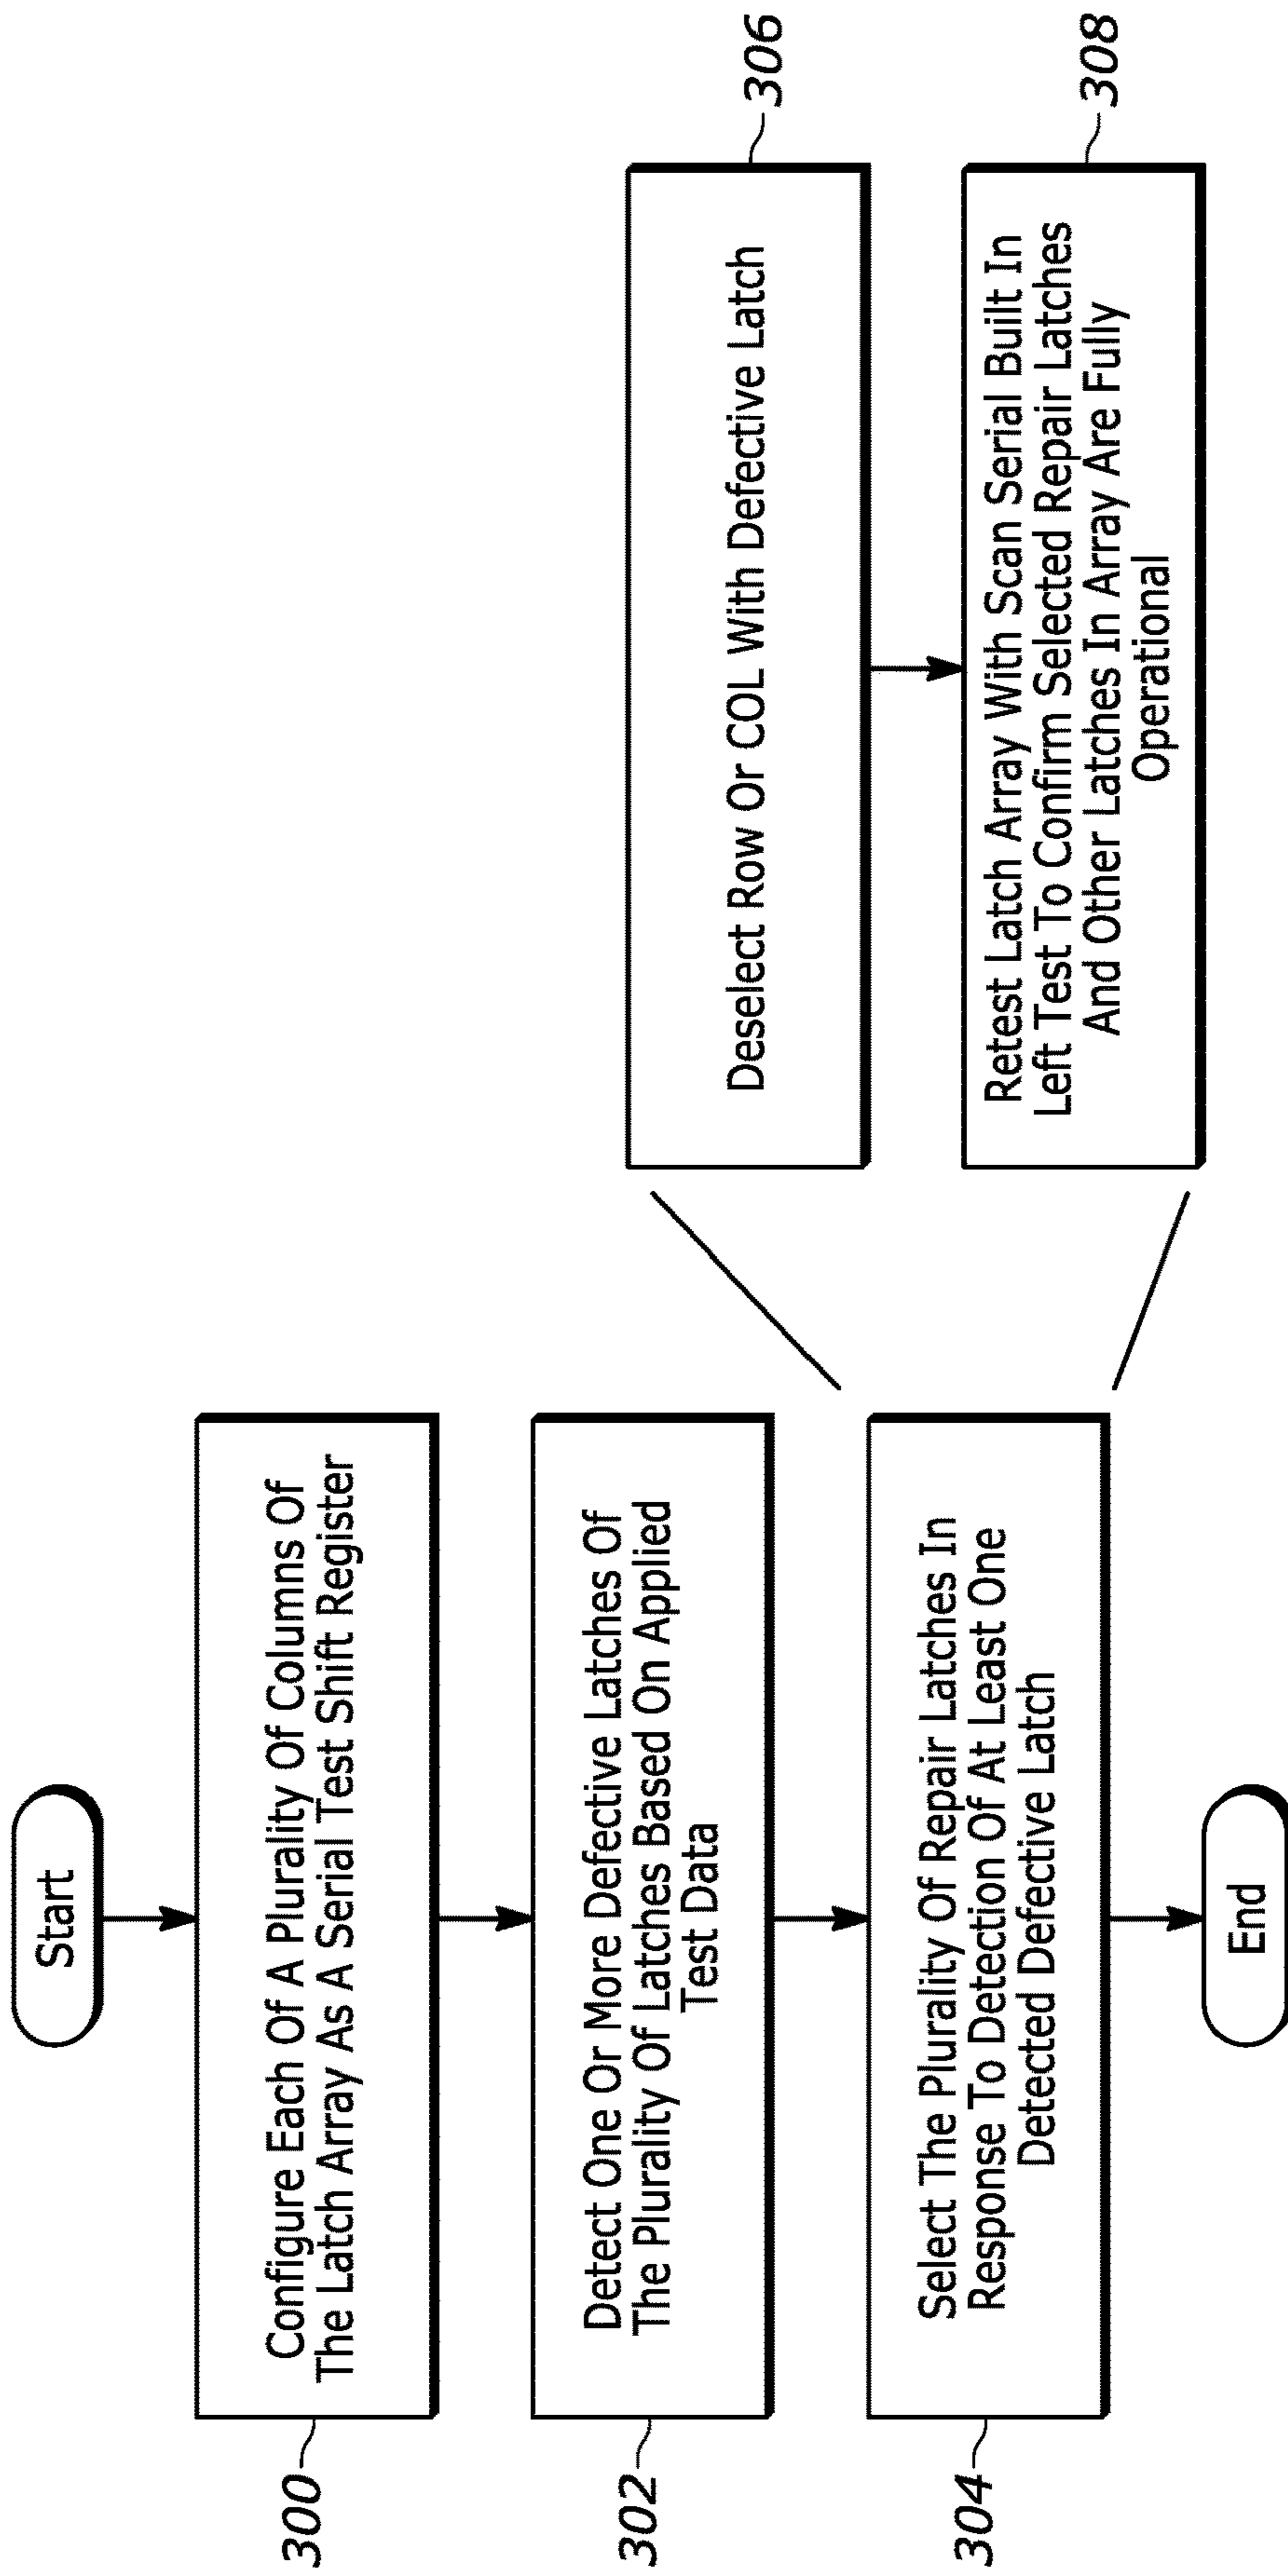 Start
Configure Each Of A Plurality Of Columns Of
The Latch Array As A Serial Test Shift Register
300
Detect One Or More Defective Latches Of
The Plurality Of Latches Based On Applied
Test Data
302
Select The Plurality Of Repair Latches In
Response To Detection Of At Least One
Detected Defective Latch
304
End
Deselect Row Or COL With Defective Latch
306
Retest Latch Array With Scan Serial Built In
Left Test To Confirm Selected Repair Latches
And Other Latches In Array Are Fully
Operational
308